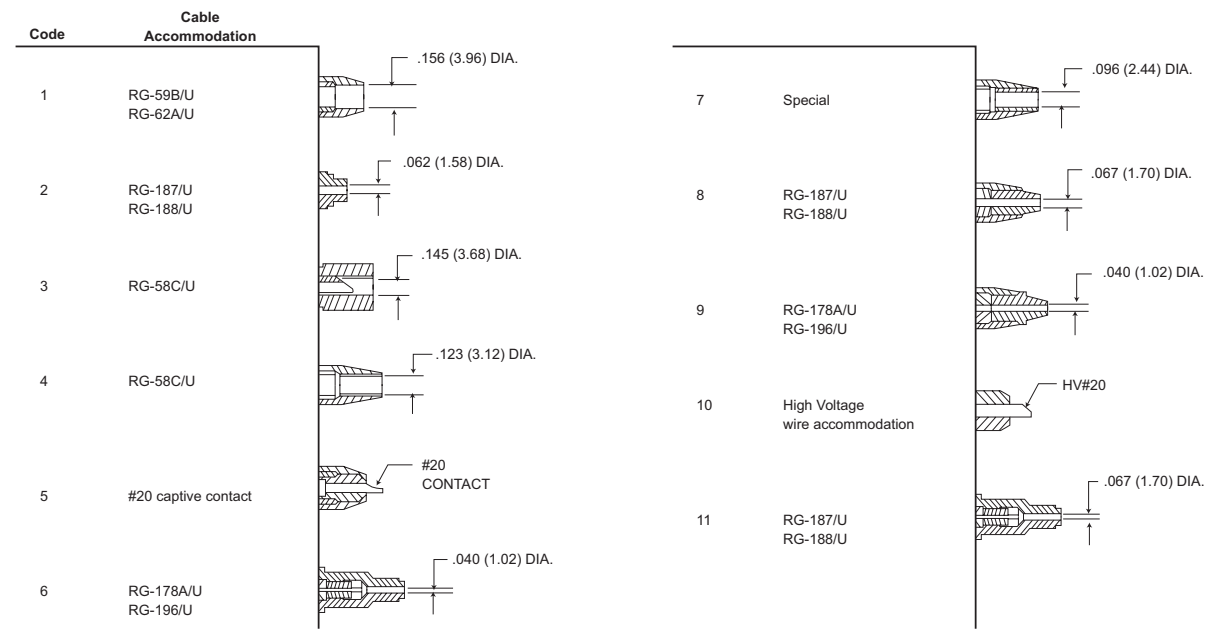 Code
Cable
Accommodation
1
RG-59B/U
RG-62A/U
.156 (3.96) DIA.
2
RG-187/U
RG-188/U
.062 (1.58) DIA.
3
RG-58C/U
.145 (3.68) DIA.
4
RG-58C/U
.123 (3.12) DIA.
5
#20 captive contact
#20
CONTACT
6
RG-178A/U
RG-196/U
.040 (1.02) DIA.
7
Special
.096 (2.44) DIA.
8
RG-187/U
RG-188/U
.067 (1.70) DIA.
9
RG-178A/U
RG-196/U
.040 (1.02) DIA.
10
High Voltage
wire accommodation
HV#20
11
RG-187/U
RG-188/U
.067 (1.70) DIA.